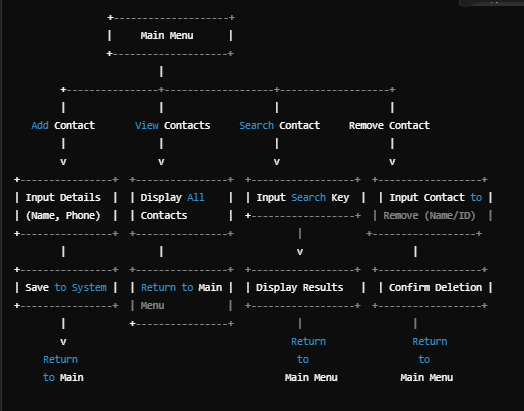 +-------------------+
|    Main Menu     |
+-------------------+
|
+---------------+------------------+------------------+
|    |    |    |
Add Contact    View Contacts    Search Contact    Remove Contact
|    |    |    |
v    v    v    v
+---------------+  +---------------+  +-----------------+  +-----------------+
| Input Details  |  | Display All    |  | Input Search Key  |  | Input Contact to
| (Name, Phone)  |  | Contacts    |  +-----------------+  | Remove (Name/ID)  |
+---------------+  +---------------+    |    +-----------------+
|    |    v    |
+---------------+  +---------------+  +-----------------+  +-----------------+
| Save to System |  | Return to Main |  | Display Results   |  | Confirm Deletion |
+---------------+  | Menu    |  +-----------------+  +-----------------+
|    +---------------+    |    |
v    Return    Return
Return    to    to
to Main    Main Menu    Main Menu